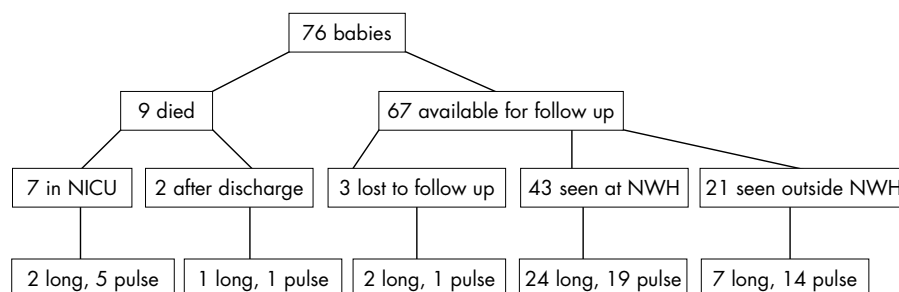 76 babies
9 died
67 available for follow up
7 in NICU
2 after discharge
3 lost to follow up
43 seen at NWH
21 seen outside NWH
2 long, 5 pulse
1 long, 1 pulse
2 long, 1 pulse
24 long, 19 pulse
7 long, 14 pulse